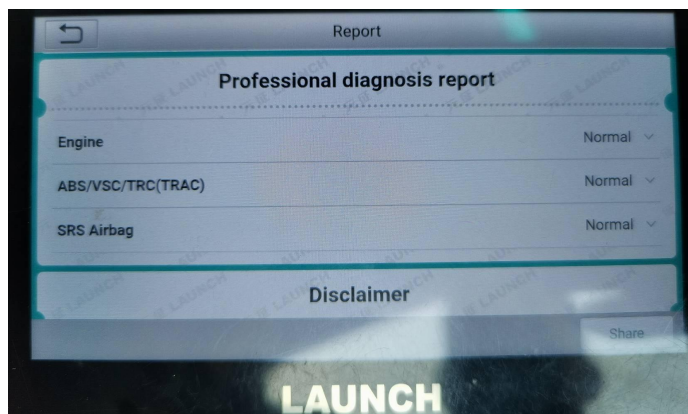 Report
Professional diagnosis report
Engine Normal
ABS/VSC/TRC(TRAC) Normal
SRS Airbag Normal
Disclaimer
Share
LAUNCH